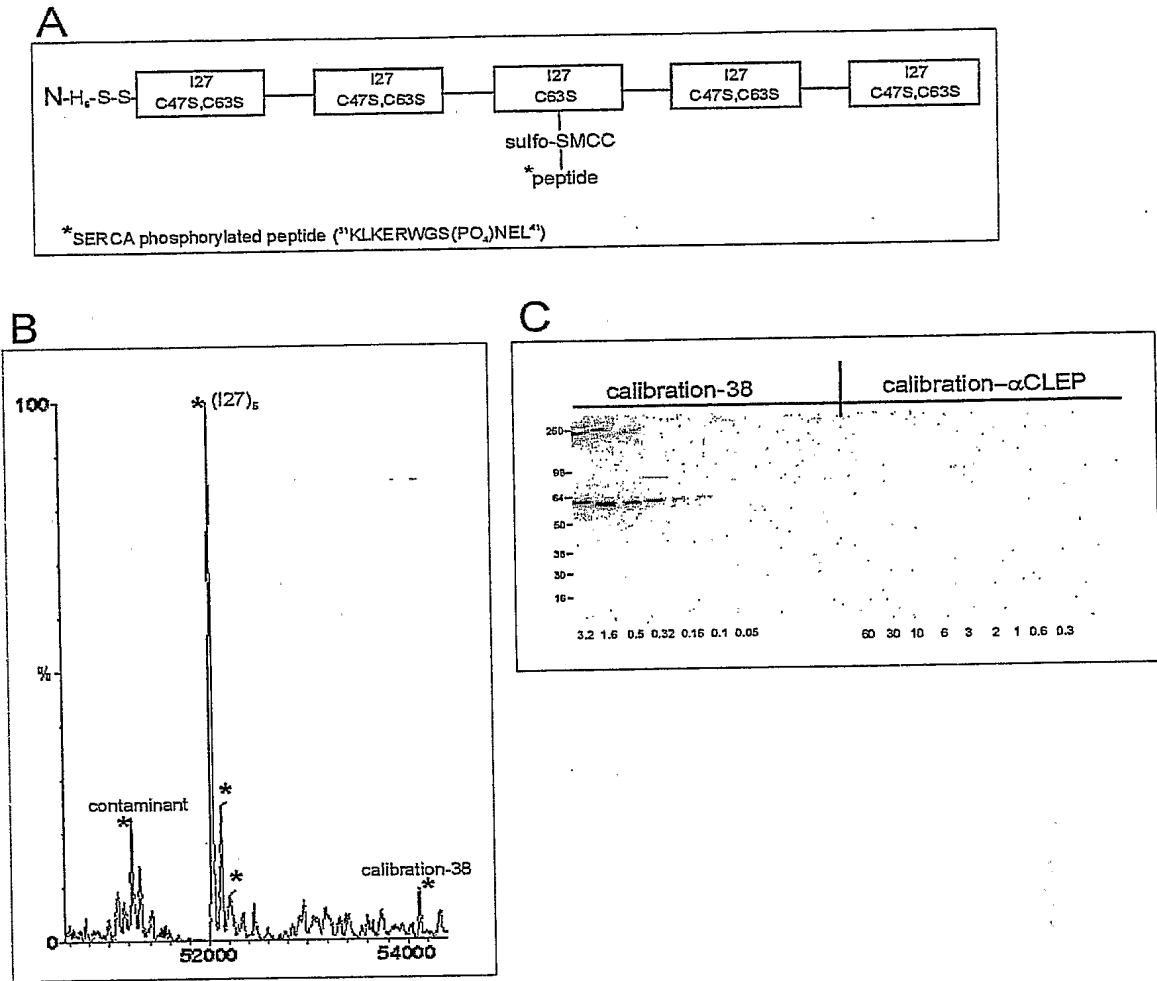 A
N-H₆-S-S-
I27
C47S,C63S
I27
C47S,C63S
I27
C63S
I27
C47S,C63S
I27
C47S,C63S
sulfo-SMCC
*peptide
*SERCA phosphorylated peptide (³¹KLKERWGS(PO₄)NEL⁴¹)
B
100
%
0
* (I27)₅
*
*
contaminant
*
calibration-38
*
52000
54000
C
calibration-38
calibration-αCLEP
250
98
64
50
36
30
16
3.2 1.6 0.5 0.32 0.16 0.1 0.05
60 30 10 6 3 2 1 0.6 0.3